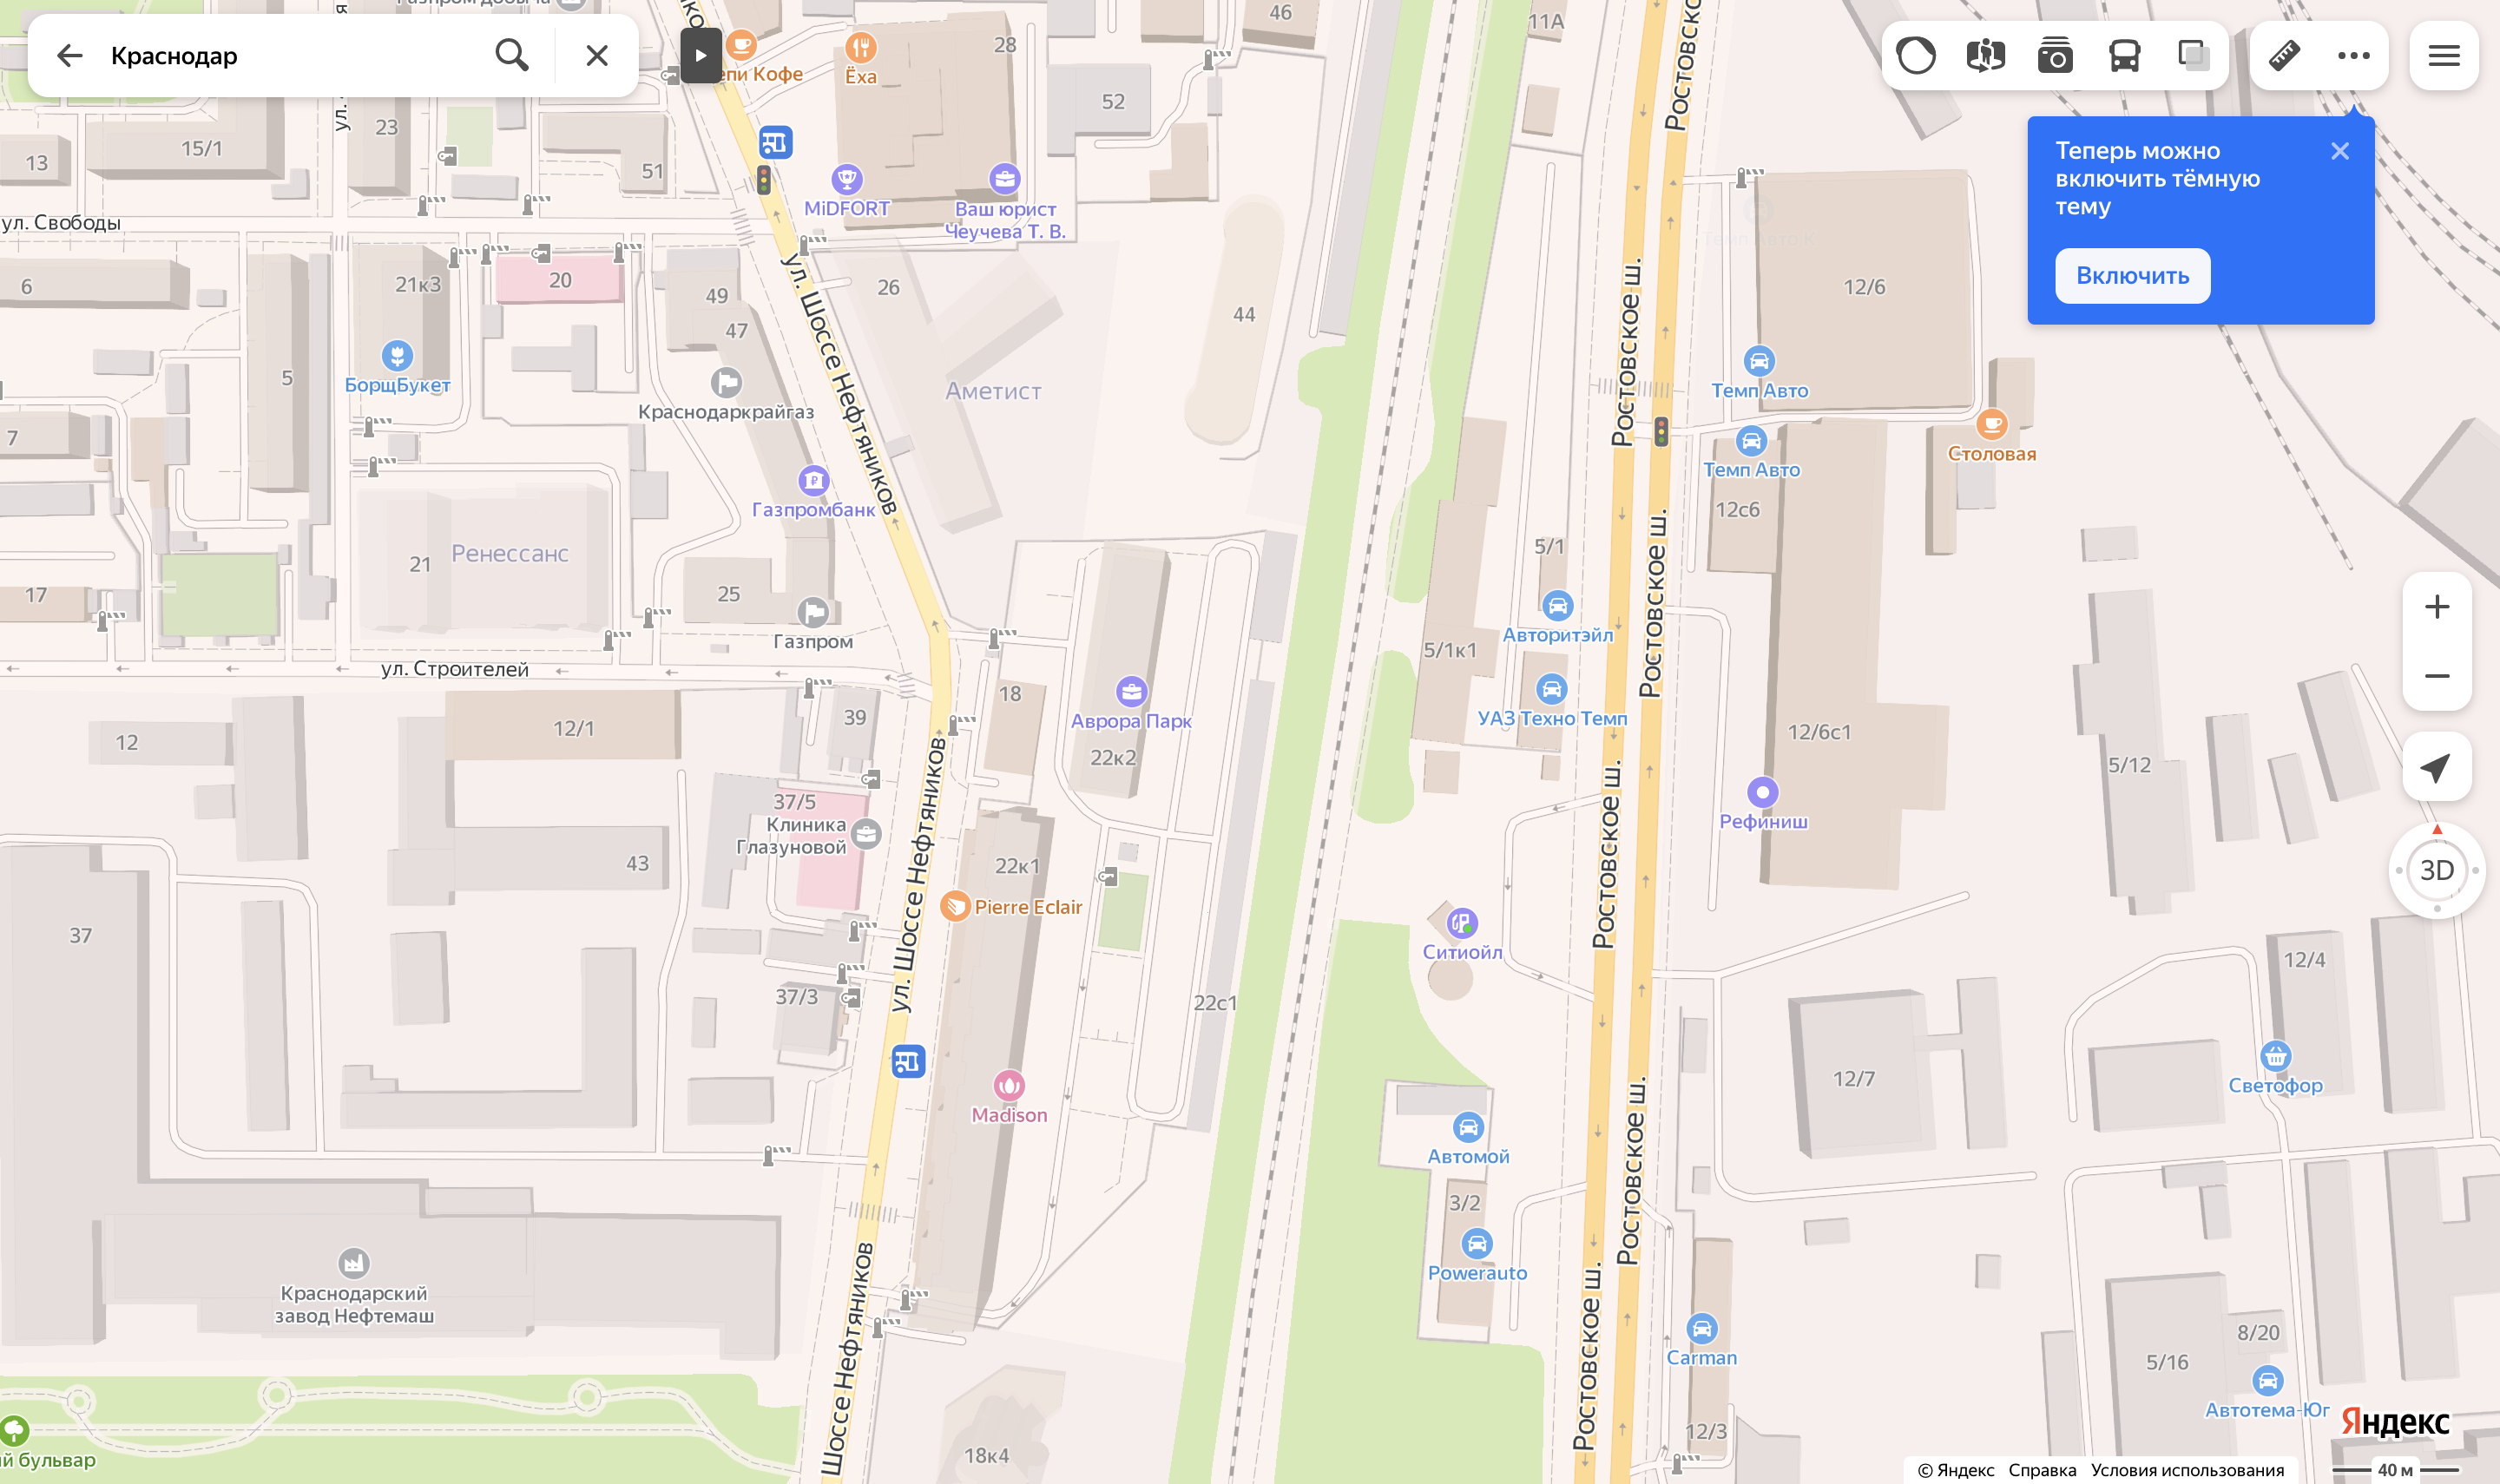 Краснодар
Ёха
28
46
11А
Ростовское ш.
52
23
15/1
13
51
MiDFORT
Ваш юрист
Чеучева Т. В.
Теперь можно
включить тёмную
тему
Включить
ул. Свободы
6
21к3
20
49
47
26
44
12/6
ул. Шоссе Нефтяников
Ростовское ш.
БорщБукет
5
Краснодаркрайгаз
Аметист
Темп Авто
7
Темп Авто
Столовая
Газпромбанк
12с6
21
Ренессанс
5/1
Ростовское ш.
17
25
Газпром
Авторитэйл
5/1к1
ул. Строителей
18
Аврора Парк
УАЗ Техно Темп
12
12/1
39
22к2
12/6с1
5/12
37/5
Клиника
Глазуновой
Рефиниш
43
22к1
ул. Шоссе Нефтяников
Ростовское ш.
3D
Pierre Eclair
37
Ситиойл
12/4
37/3
22с1
12/7
Светофор
Madison
Автомой
Ростовское ш.
3/2
Powerauto
Краснодарский
завод Нефтемаш
Шоссе Нефтяников
Ростовское ш.
Carman
8/20
5/16
Автотема-Юг
12/3
18к4
й бульвар
Яндекс
© Яндекс Справка Условия использования
40 м